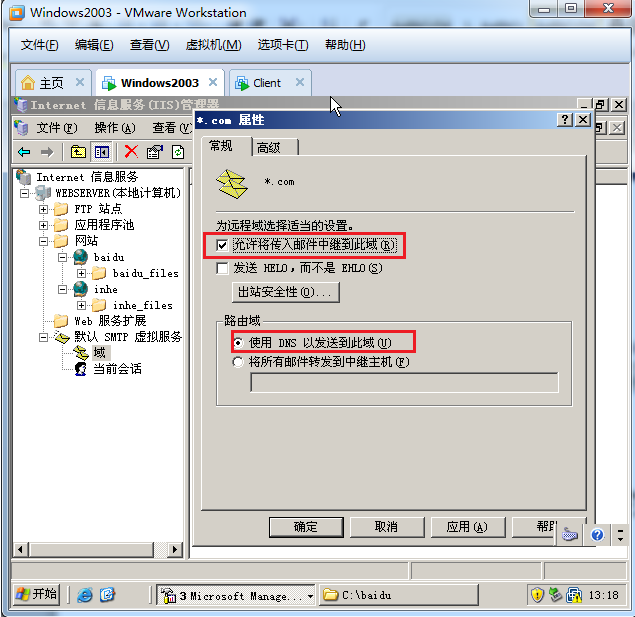 Windows2003 - VMware Workstation
文件(F) 编辑(E) 查看(V) 虚拟机(M) 选项卡(T) 帮助(H)
主页 Windows2003 Client
Internet 信息服务(IIS)管理器
文件(F) 操作(A) 查看(V)
*.com 属性
常规 高级
*.com
为远程域选择适当的设置。
允许将传入邮件中继到此域(R)
发送 HELO，而不是 EHLO(S)
出站安全性(O)...
路由域
使用 DNS 以发送到此域(U)
将所有邮件转发到中继主机(F)
确定 取消 应用(A)
Internet 信息服务
WEBSERVER(本地计算机)
FTP 站点
应用程序池
网站
baidu
baidu_files
inhe
inhe_files
Web 服务扩展
默认 SMTP 虚拟服务
域
当前会话
开始 3 Microsoft Manage... C:\baidu 13:18